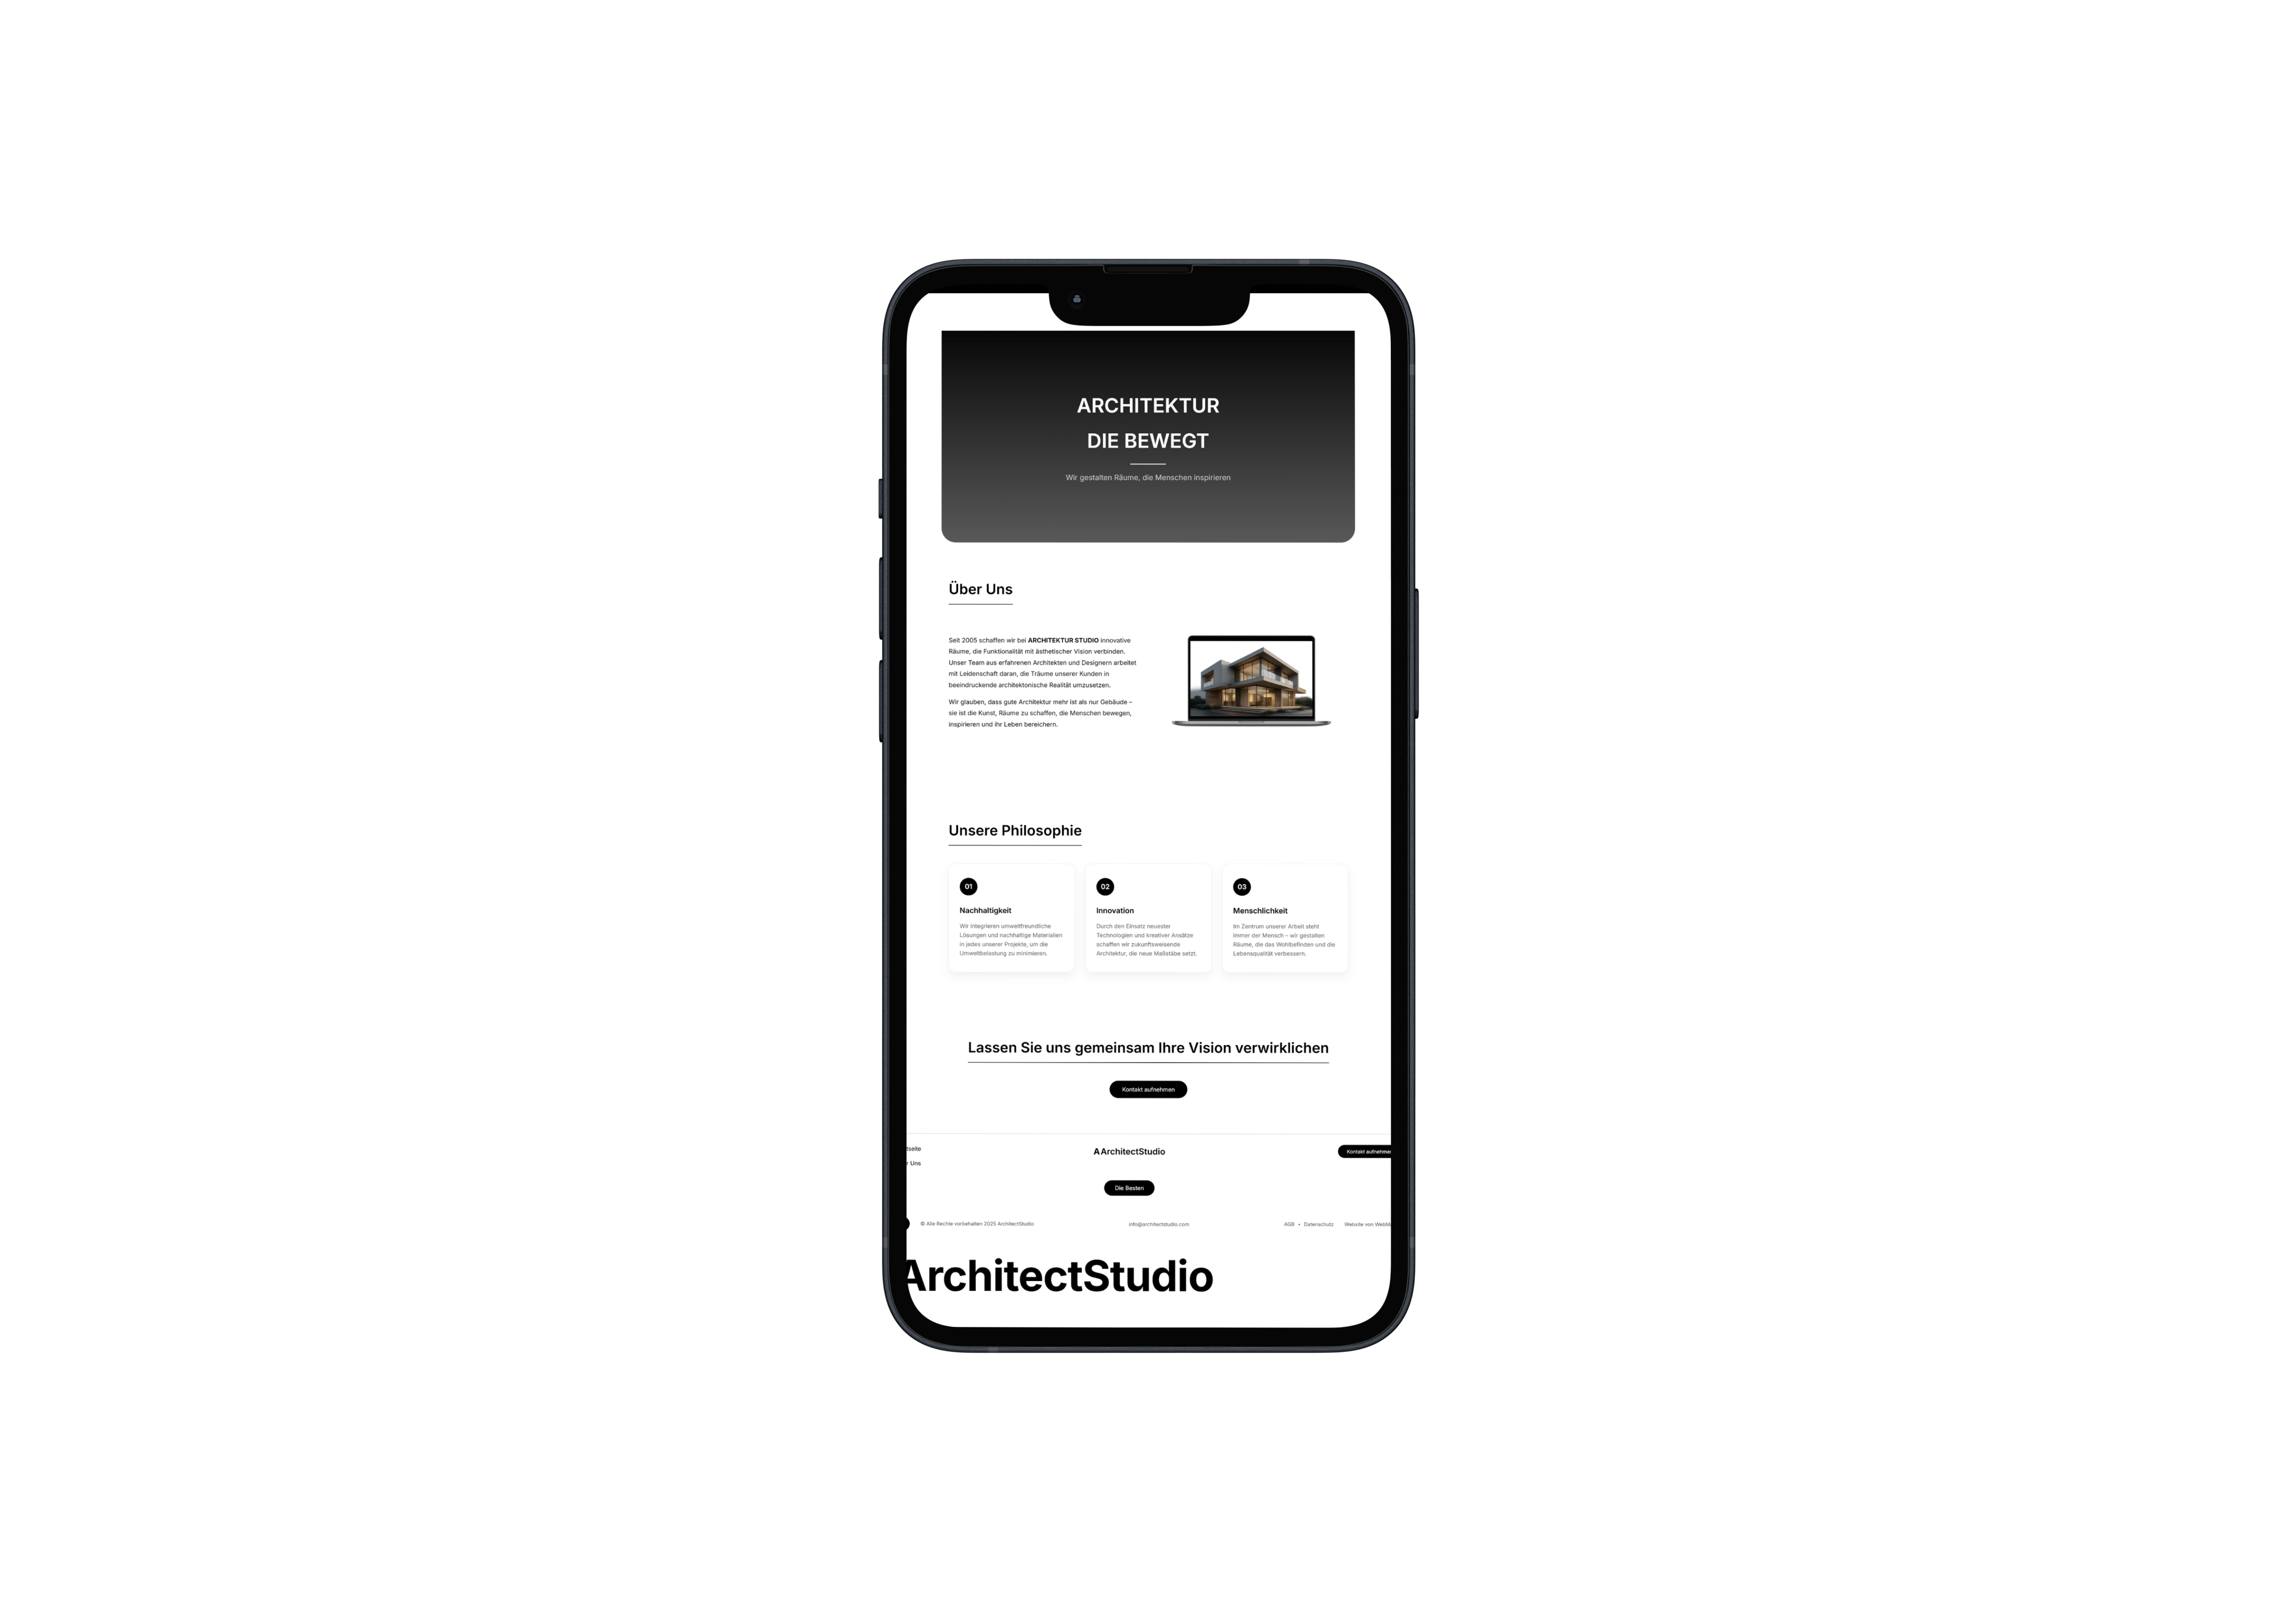 ARCHITEKTUR
DIE BEWEGT
Wir gestalten Räume, die Menschen inspirieren
Über Uns
Seit 2005 schaffen wir bei ARCHITEKTUR STUDIO innovative
Räume, die Funktionalität mit ästhetischer Vision verbinden.
Unser Team aus erfahrenen Architekten und Designern arbeitet
mit Leidenschaft daran, die Träume unserer Kunden in
beeindruckende architektonische Realität umzusetzen.
Wir glauben, dass gute Architektur mehr ist als nur Gebäude –
sie ist die Kunst, Räume zu schaffen, die Menschen bewegen,
inspirieren und ihr Leben bereichern.
Unsere Philosophie
01
Nachhaltigkeit
Wir integrieren umweltfreundliche
Lösungen und nachhaltige Materialien
in jedes unserer Projekte, um die
Umweltbelastung zu minimieren.
02
Innovation
Durch den Einsatz neuester
Technologien und kreativer Ansätze
schaffen wir zukunftsweisende
Architektur, die neue Maßstäbe setzt.
03
Menschlichkeit
Im Zentrum unserer Arbeit steht
immer der Mensch – wir gestalten
Räume, die das Wohlbefinden und die
Lebensqualität verbessern.
Lassen Sie uns gemeinsam Ihre Vision verwirklichen
Kontakt aufnehmen
tseite
r Uns
AArchitectStudio
Kontakt aufnehmen
Die Besten
© Alle Rechte vorbehalten 2025 ArchitectStudio
info@architectstudio.com
AGB • Datenschutz
Website von
ArchitectStudio